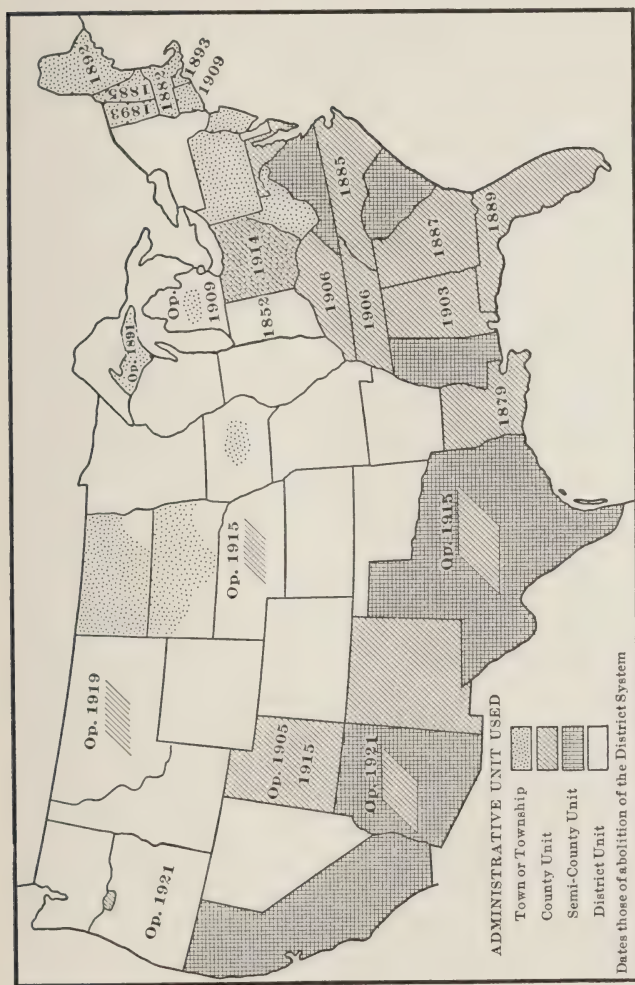 1892
1885
1893
1882
1893
1909
Op.
1909
Op. 1891
1914
1852
1885
1906
1906
1887
1903
1889
1879
Op. 1915
Op. 1915
Op. 1919
Op. 1905
1915
Op. 1921
Op. 1921
ADMINISTRATIVE UNIT USED
Town or Township
County Unit
Semi-County Unit
District Unit
Dates those of abolition of the District System